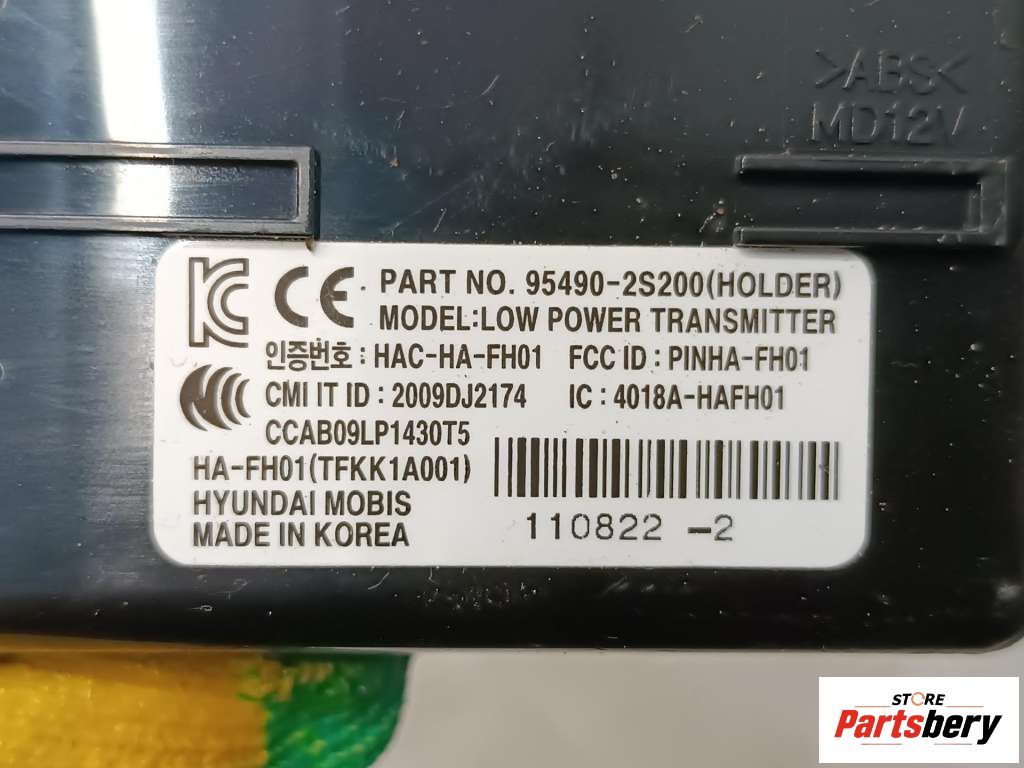 >ABS<
MD12V
KC CE PART NO. 95490-2S200(HOLDER)
MODEL:LOW POWER TRANSMITTER
인증번호 : HAC-HA-FH01 FCC ID : PINHA-FH01
CMI IT ID : 2009DJ2174 IC : 4018A-HAFH01
CCAB09LP1430T5
HA-FH01(TFKK1A001)
HYUNDAI MOBIS
MADE IN KOREA
110822 -2
STORE
Partsbery